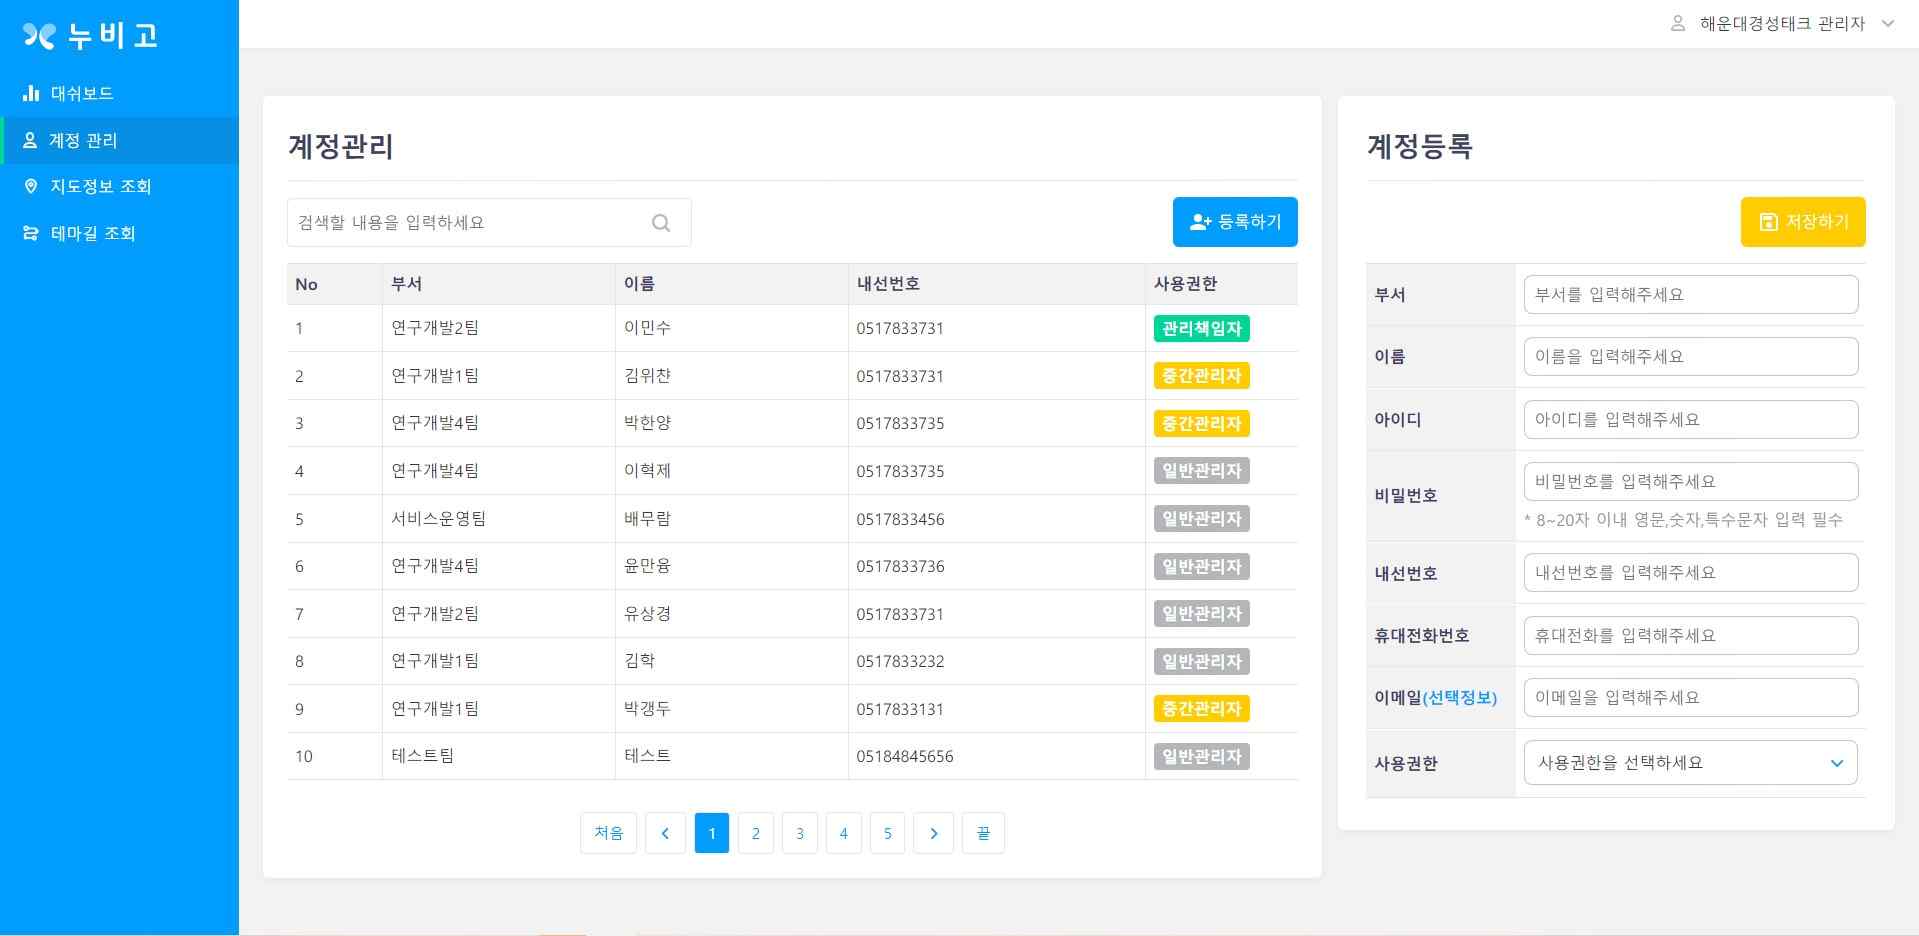 누비고
해운대경성태크 관리자
대쉬보드
계정 관리
지도정보 조회
테마길 조회
계정관리
검색할 내용을 입력하세요
등록하기
No 부서 이름 내선번호 사용권한
1 연구개발2팀 이민수 0517833731 관리책임자
2 연구개발1팀 김위찬 0517833731 중간관리자
3 연구개발4팀 박한양 0517833735 중간관리자
4 연구개발4팀 이혁제 0517833735 일반관리자
5 서비스운영팀 배무람 0517833456 일반관리자
6 연구개발4팀 윤만융 0517833736 일반관리자
7 연구개발2팀 유상경 0517833731 일반관리자
8 연구개발1팀 김학 0517833232 일반관리자
9 연구개발1팀 박갱두 0517833131 중간관리자
10 테스트팀 테스트 05184845656 일반관리자
처음 1 2 3 4 5 끝
계정등록
저장하기
부서 부서를 입력해주세요
이름 이름을 입력해주세요
아이디 아이디를 입력해주세요
비밀번호 비밀번호를 입력해주세요
* 8~20자 이내 영문,숫자,특수문자 입력 필수
내선번호 내선번호를 입력해주세요
휴대전화번호 휴대전화를 입력해주세요
이메일(선택정보) 이메일을 입력해주세요
사용권한 사용권한을 선택하세요